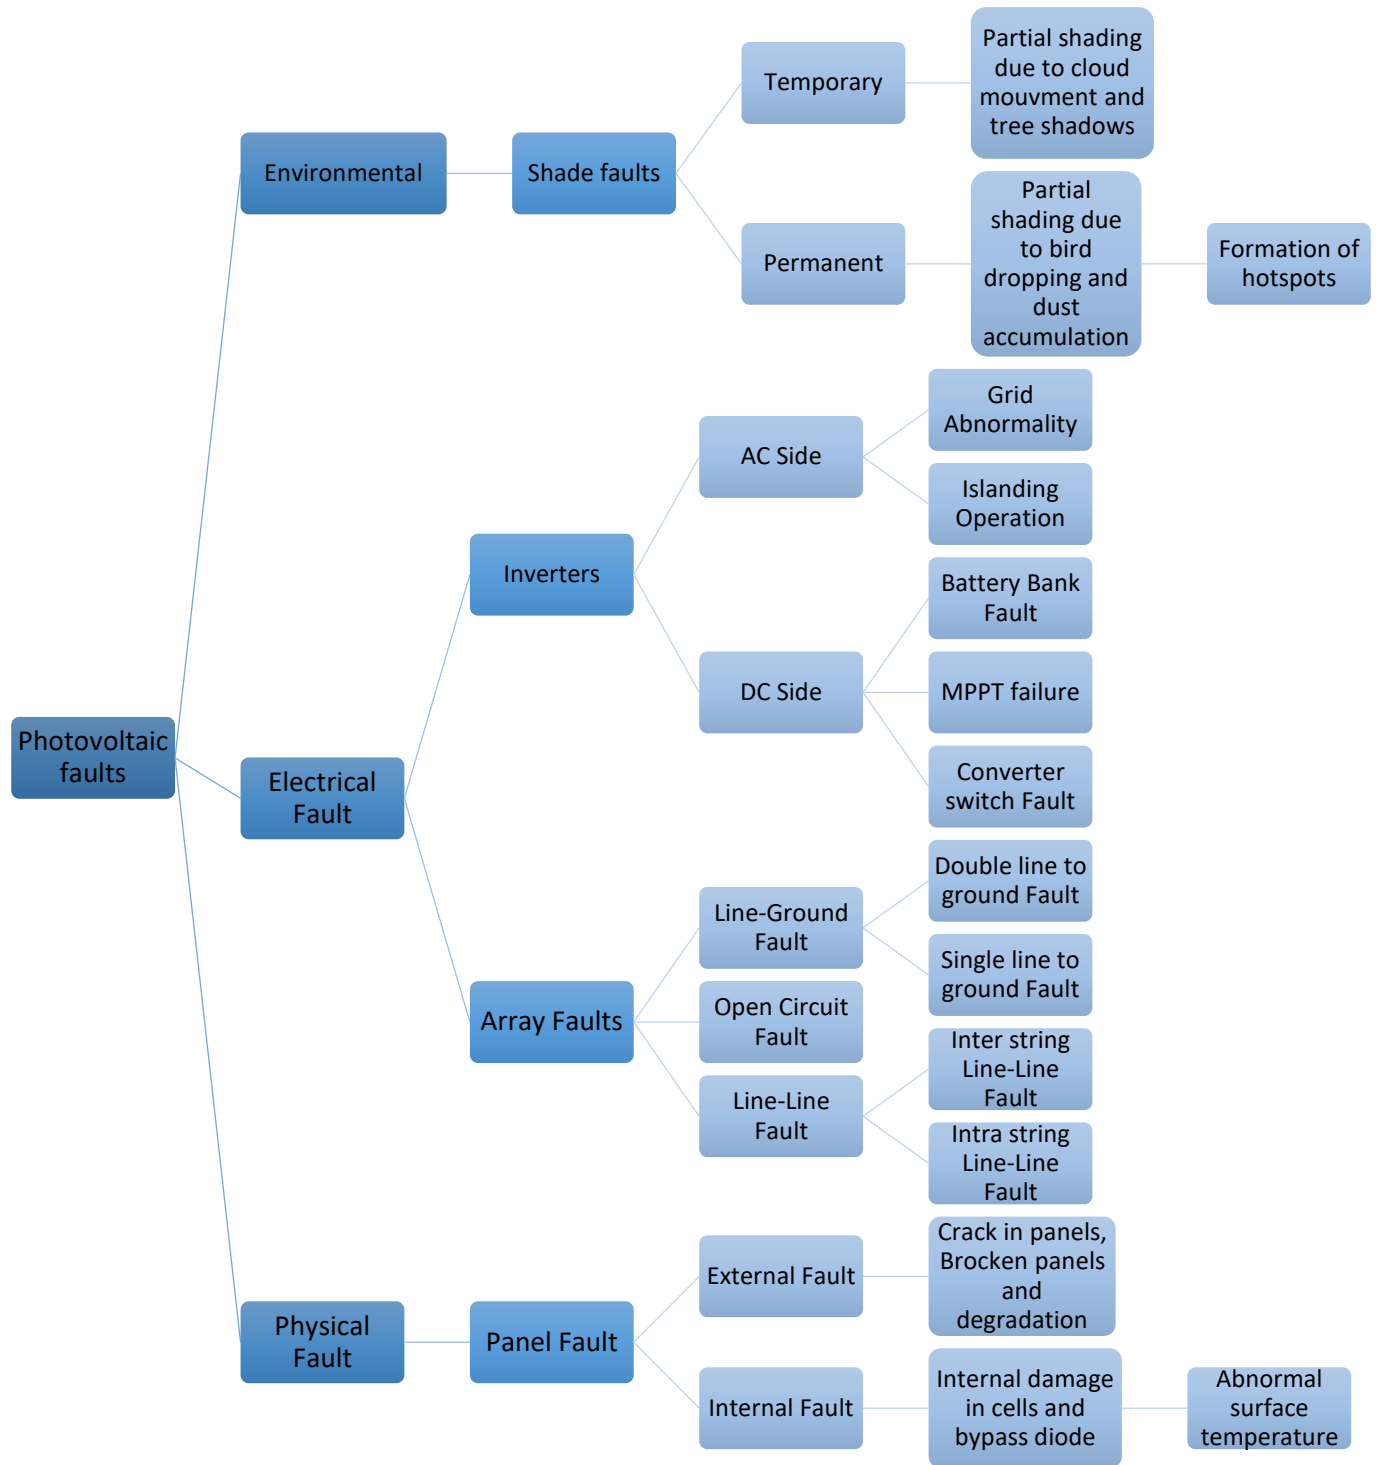 Photovoltaic
faults
Environmental
Shade faults
Temporary
Partial shading
due to cloud
mouvment and
tree shadows
Permanent
Partial
shading due
to bird
dropping and
dust
accumulation
Formation of
hotspots
Electrical
Fault
Inverters
AC Side
Grid
Abnormality
Islanding
Operation
DC Side
Battery Bank
Fault
MPPT failure
Converter
switch Fault
Array Faults
Line-Ground
Fault
Double line to
ground Fault
Single line to
ground Fault
Open Circuit
Fault
Line-Line
Fault
Inter string
Line-Line
Fault
Intra string
Line-Line
Fault
Physical
Fault
Panel Fault
External Fault
Crack in panels,
Brocken panels
and
degradation
Internal Fault
Internal damage
in cells and
bypass diode
Abnormal
surface
temperature